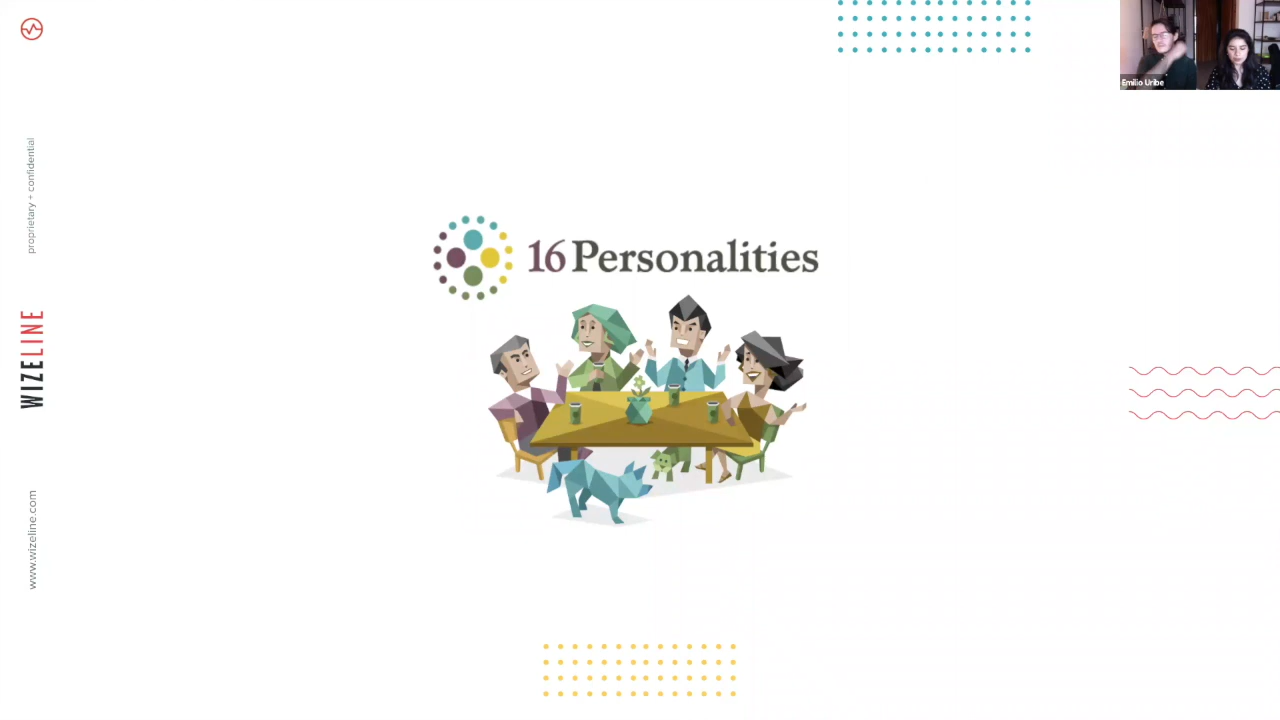 Emilio Uribe
proprietary + confidential
16 Personalities
WIZELINE
www.wizeline.com